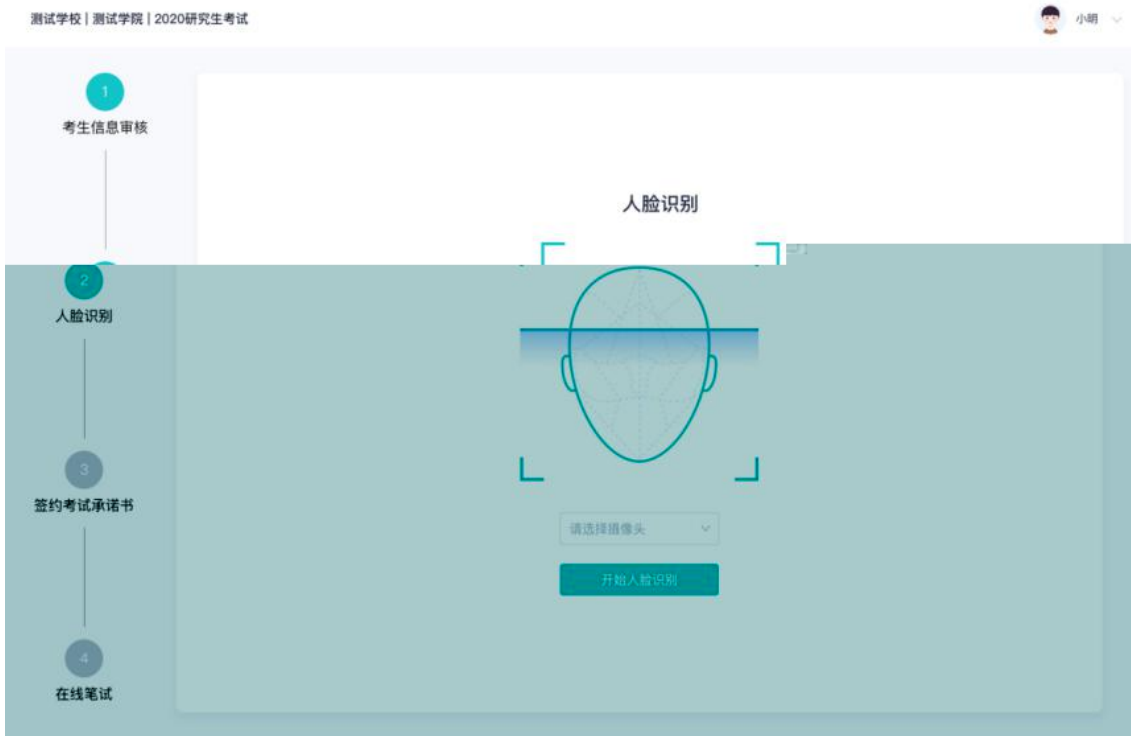 测试学校 | 测试学院 | 2020研究生考试
小明
1
考生信息审核
人脸识别
2
人脸识别
3
签约考试承诺书
请选择摄像头
开始人脸识别
4
在线笔试